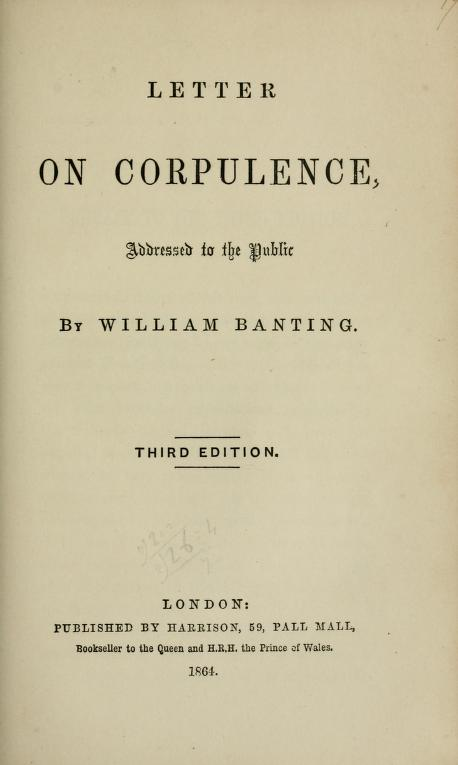 LETTER
ON CORPULENCE,
Addressed to the Public
By WILLIAM BANTING.
THIRD EDITION.
LONDON:
PUBLISHED BY HARRISON, 59, PALL MALL,
Bookseller to the Queen and H.R.H. the Prince of Wales.
1864.